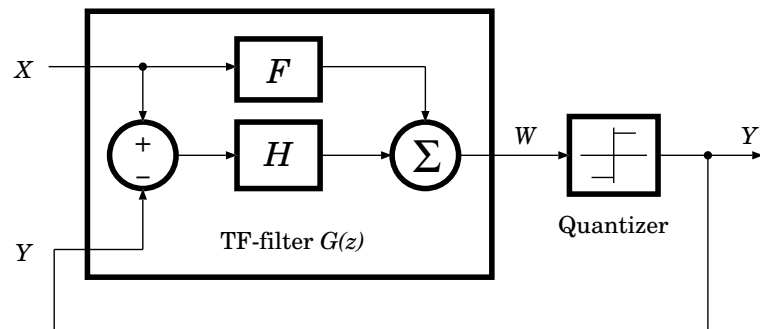 X
F
+
−
H
Σ
W
Y
Y
TF-filter G(z)
Quantizer